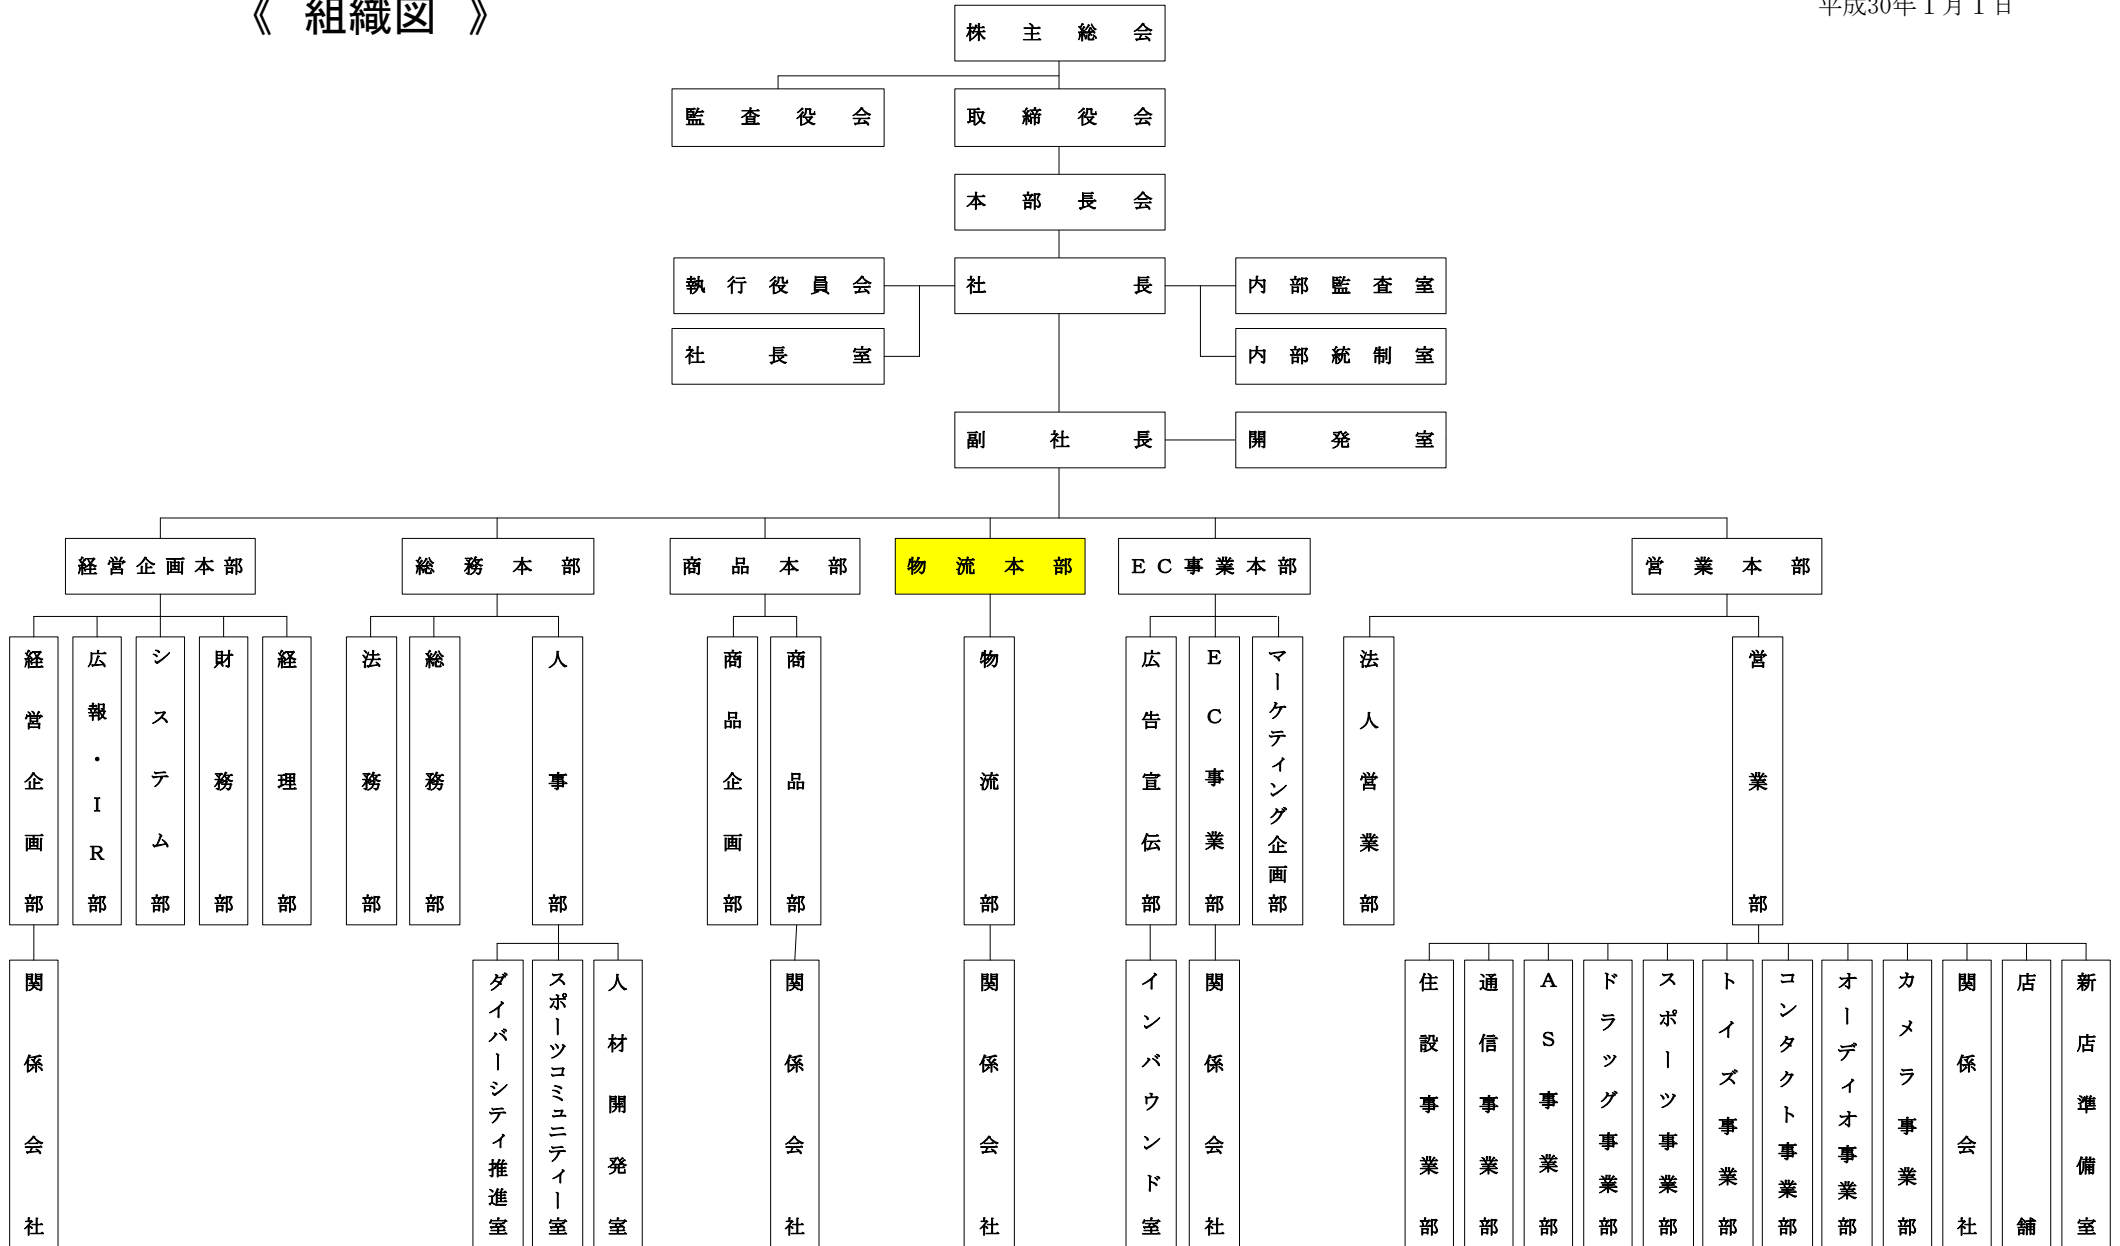 《 組織図 》
平成30年１月１日
株主総会
監査役会
取締役会
本部長会
執行役員会
社長
内部監査室
社長室
内部統制室
副社長
開発室
経営企画本部
総務本部
商品本部
物流本部
EC事業本部
営業本部
経営企画部
広報・IR部
システム部
財務部
経理部
法務部
総務部
人事部
商品企画部
商品部
物流部
広告宣伝部
EC事業部
マーケティング企画部
法人営業部
営業部
関係会社
ダイバーシティ推進室
スポーツコミュニティー室
人材開発室
関係会社
関係会社
インバウンド室
関係会社
住設事業部
通信事業部
AS事業部
ドラッグ事業部
スポーツ事業部
トイズ事業部
コンタクト事業部
オーディオ事業部
カメラ事業部
関係会社
店舗
新店準備室